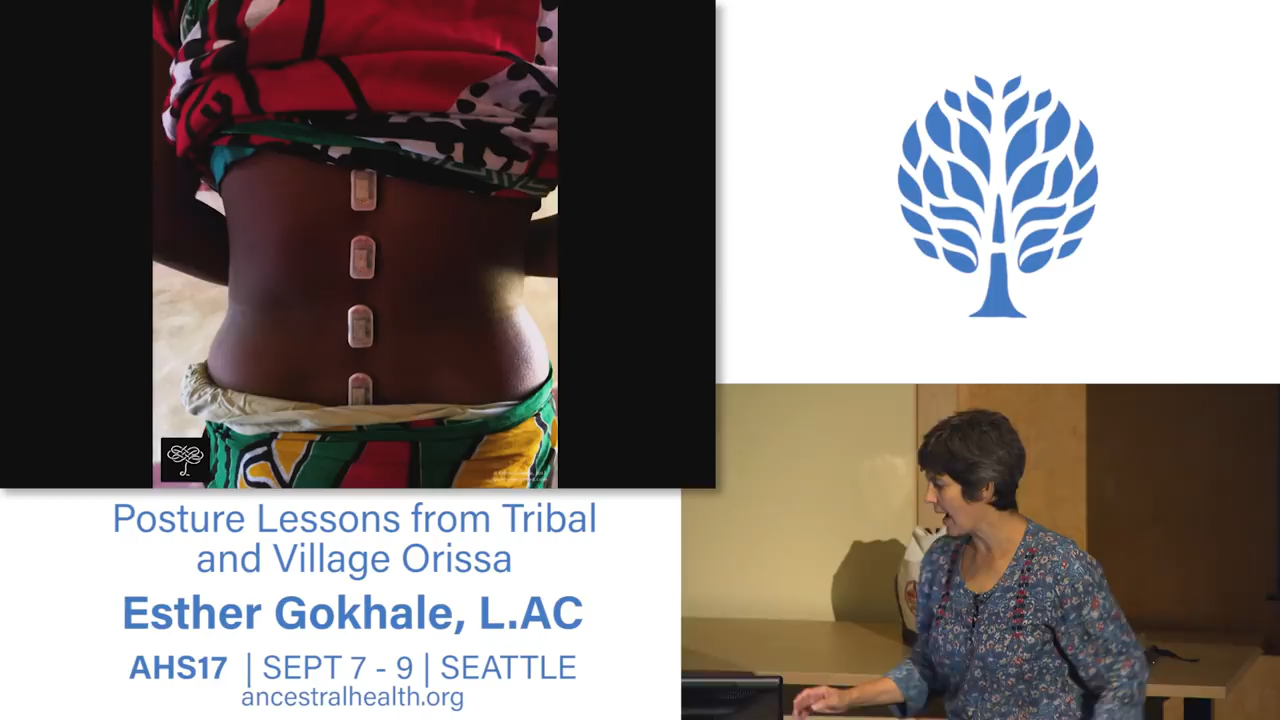 Posture Lessons from Tribal
and Village Orissa
Esther Gokhale, L.AC
AHS17 | SEPT 7 - 9 | SEATTLE
ancestralhealth.org